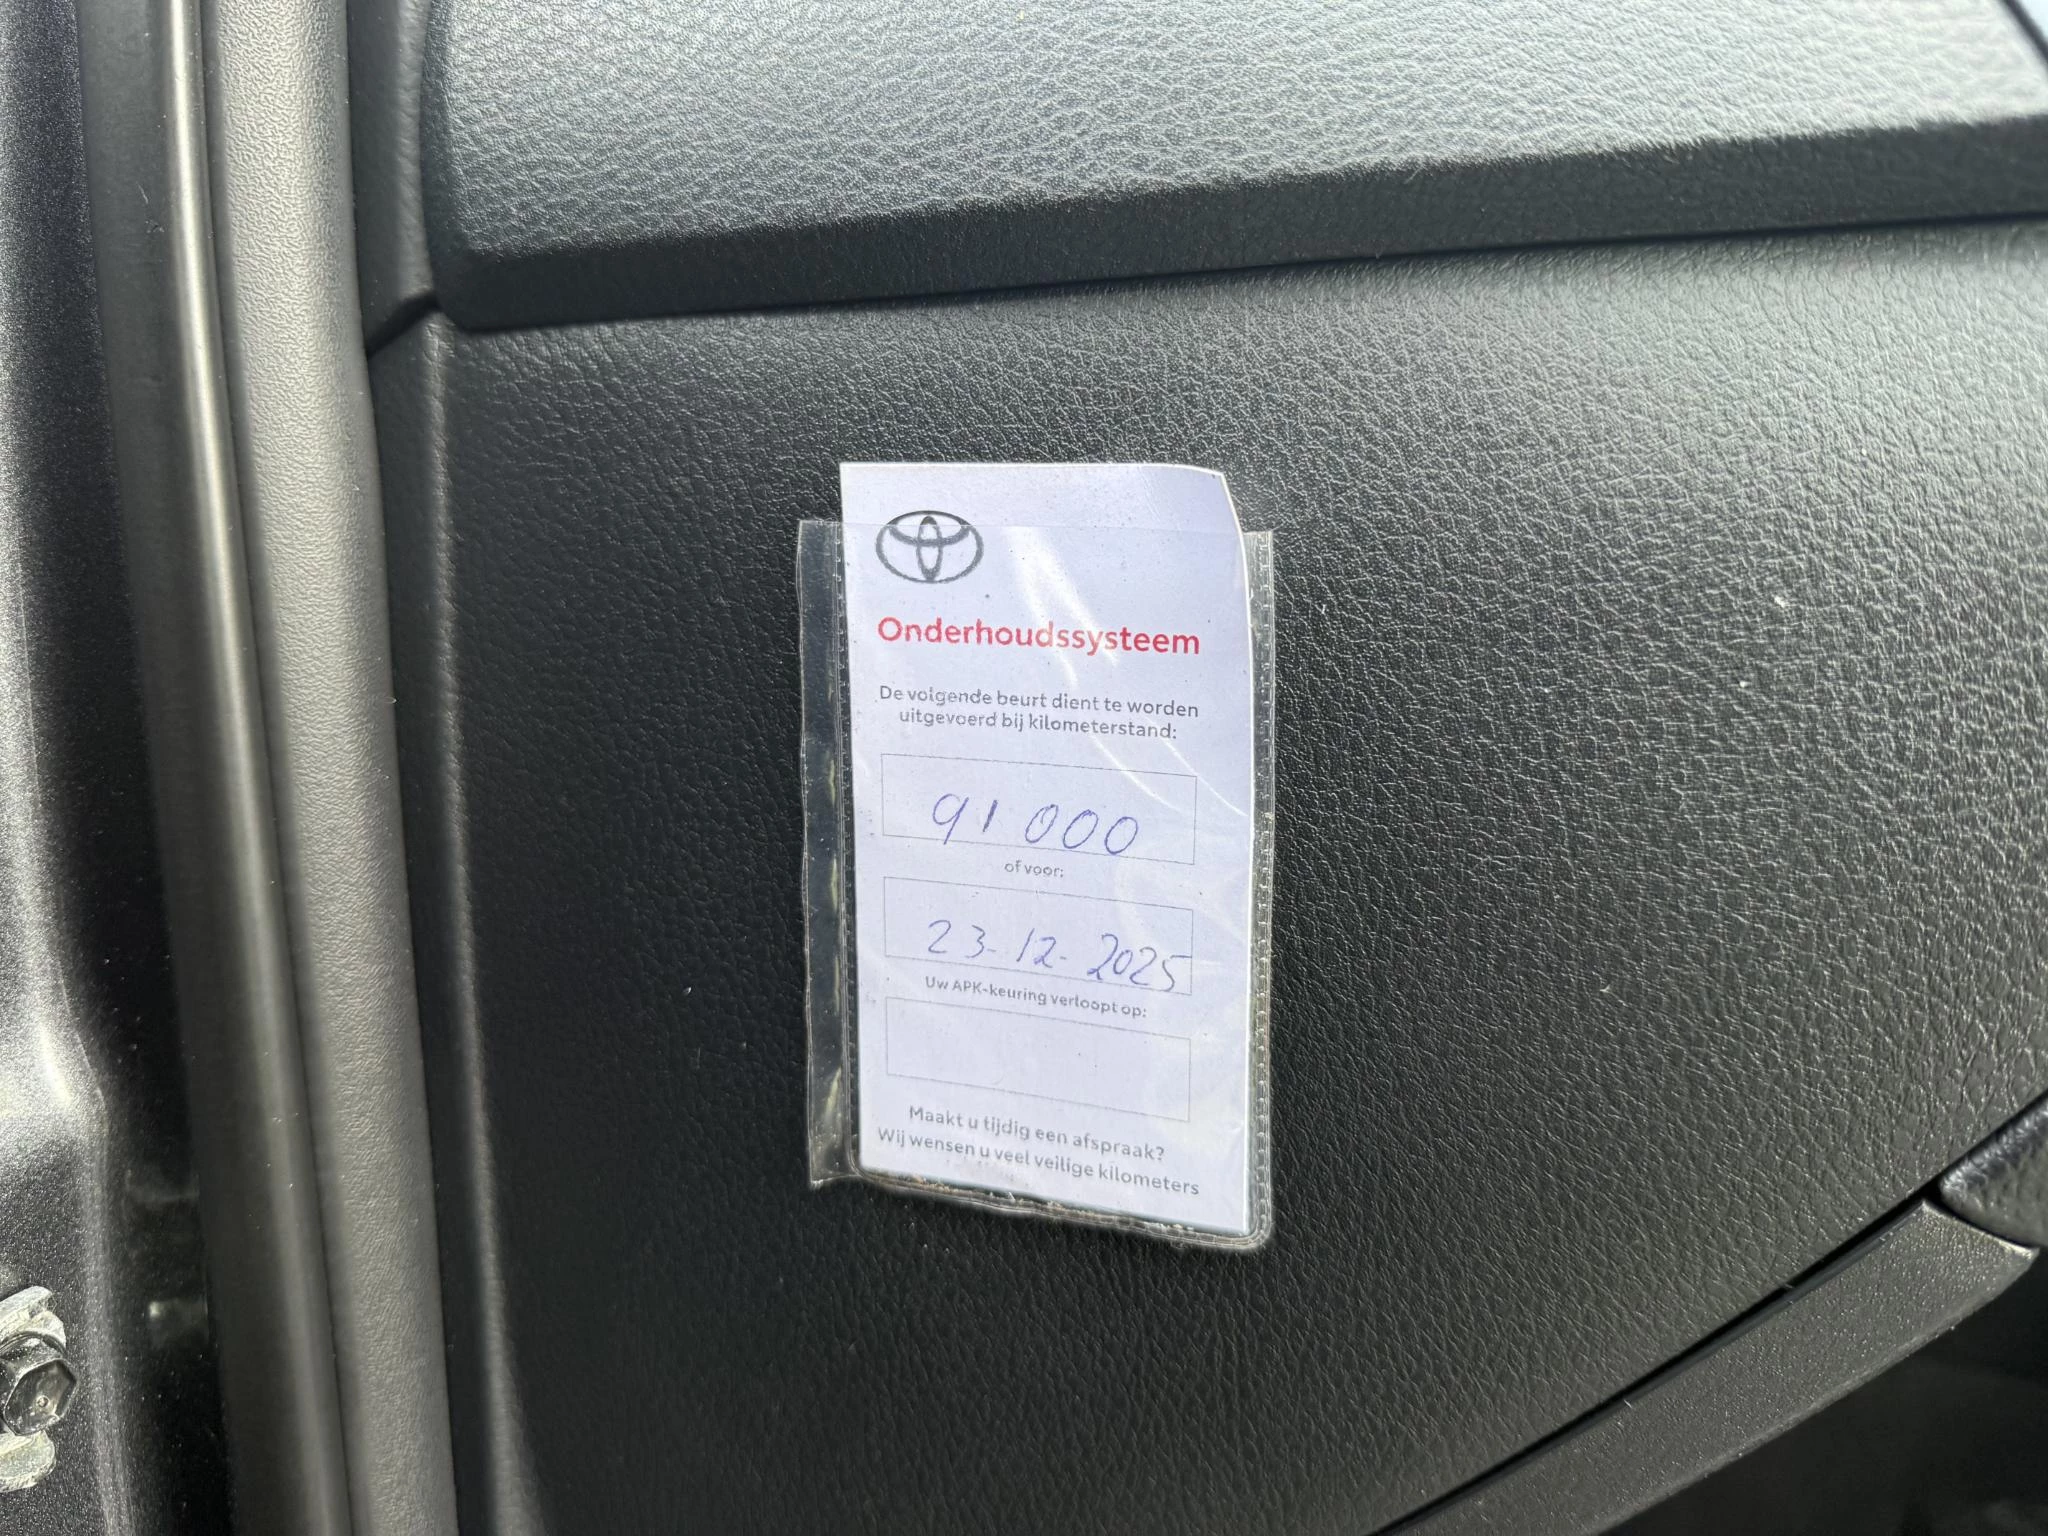 Onderhoudssysteem
De volgende beurt dient te worden
uitgevoerd bij kilometerstand:
91 000
of voor:
23-12-2025
Uw APK-keuring verloopt op:
Maakt u tijdig een afspraak?
Wij wensen u veel veilige kilometers